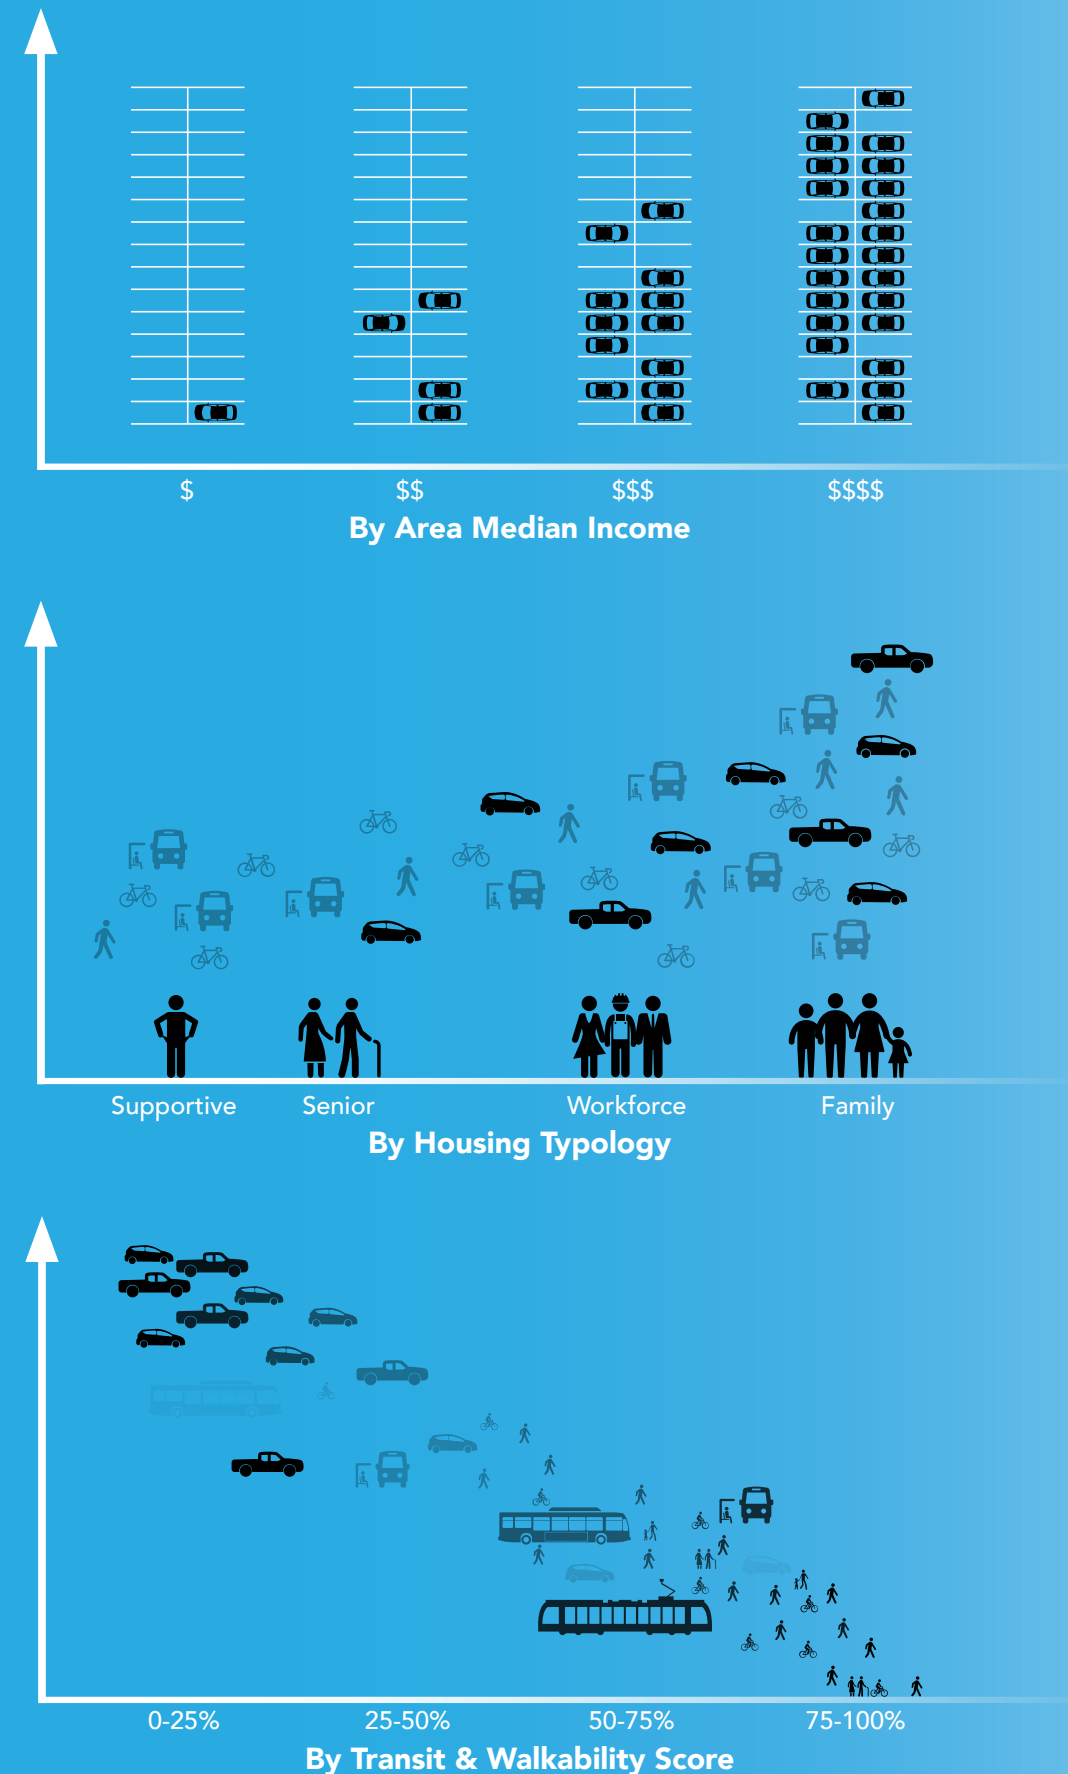 $ $$ $$$ $$$$
By Area Median Income
Supportive Senior Workforce Family
By Housing Typology
0-25% 25-50% 50-75% 75-100%
By Transit & Walkability Score